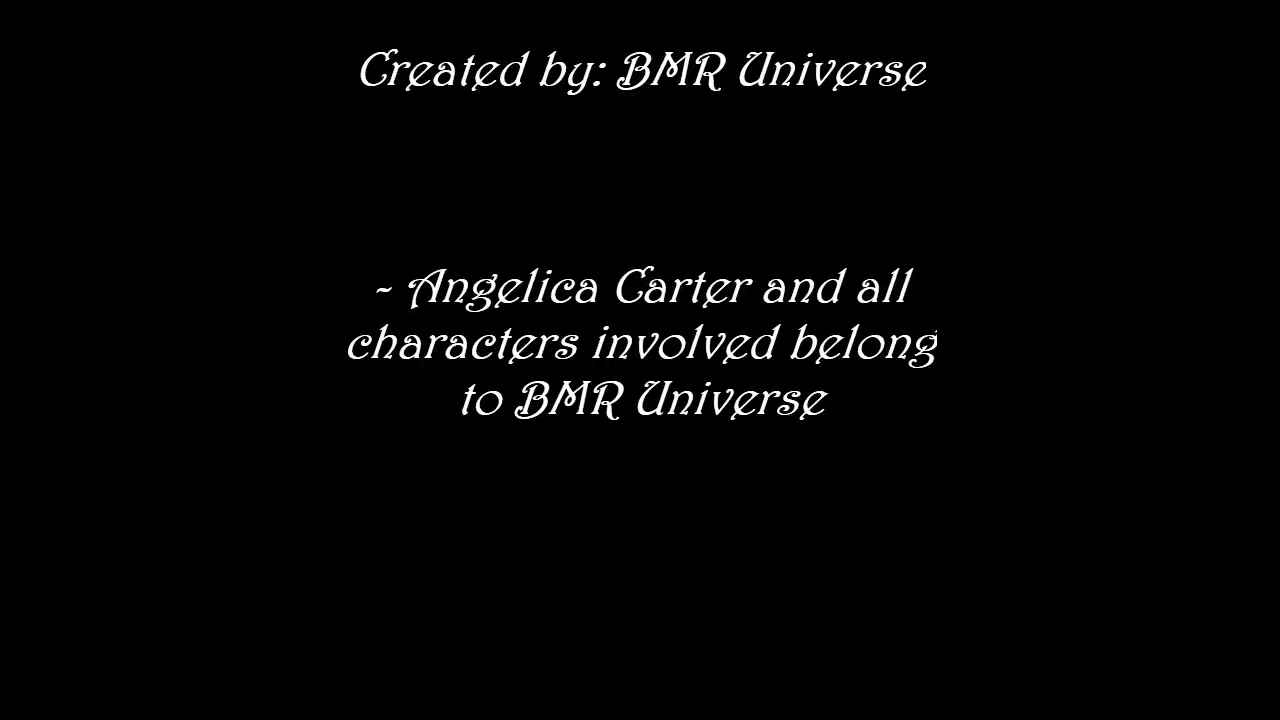 Created by: BMR Universe
- Angelica Carter and all
characters involved belong
to BMR Universe